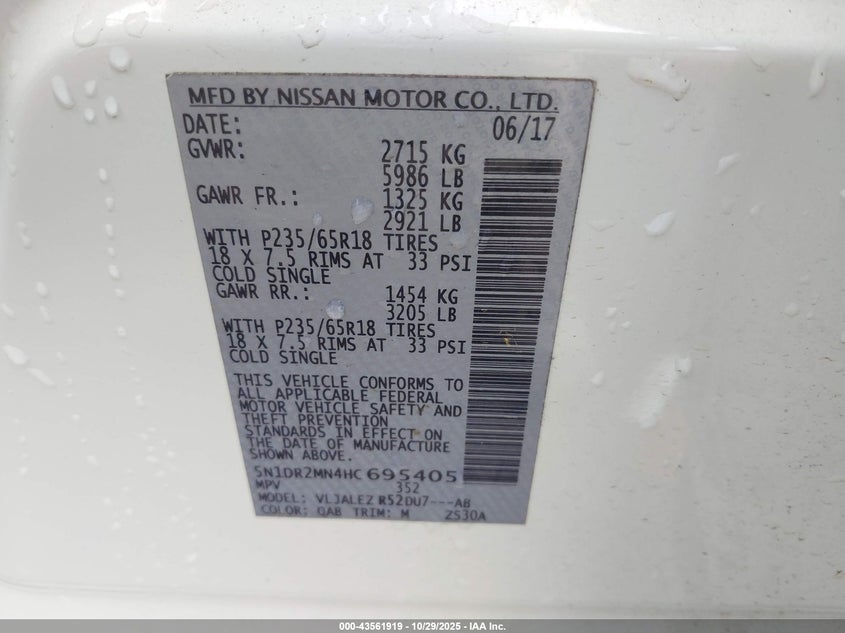 MFD BY NISSAN MOTOR CO., LTD.
DATE: 06/17
GVWR: 2715 KG
5986 LB
GAWR FR.: 1325 KG
2921 LB
WITH P235/65R18 TIRES
18 X 7.5 RIMS AT 33 PSI
COLD SINGLE
GAWR RR.: 1454 KG
3205 LB
WITH P235/65R18 TIRES
18 X 7.5 RIMS AT 33 PSI
COLD SINGLE
THIS VEHICLE CONFORMS TO
ALL APPLICABLE FEDERAL
MOTOR VEHICLE SAFETY AND
THEFT PREVENTION
STANDARDS IN EFFECT ON
THE DATE OF MANUFACTURE
SHOWN ABOVE.
5N1DR2MN4HC695405
MPV 352
MODEL: VLJALEZ R52DU7---AB
COLOR: QAB TRIM: M ZS30A
000-43561919 | 10/29/2025 - IAA Inc.